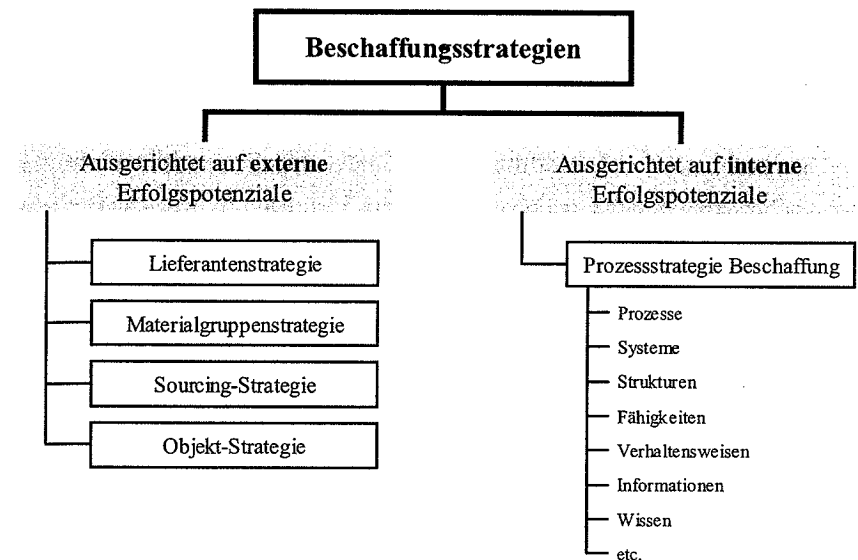 Beschaffungsstrategien
Ausgerichtet auf externe
Erfolgspotenziale
Lieferantenstrategie
Materialgruppenstrategie
Sourcing-Strategie
Objekt-Strategie
Ausgerichtet auf interne
Erfolgspotenziale
Prozessstrategie Beschaffung
Prozesse
Systeme
Strukturen
Fähigkeiten
Verhaltensweisen
Informationen
Wissen
etc.